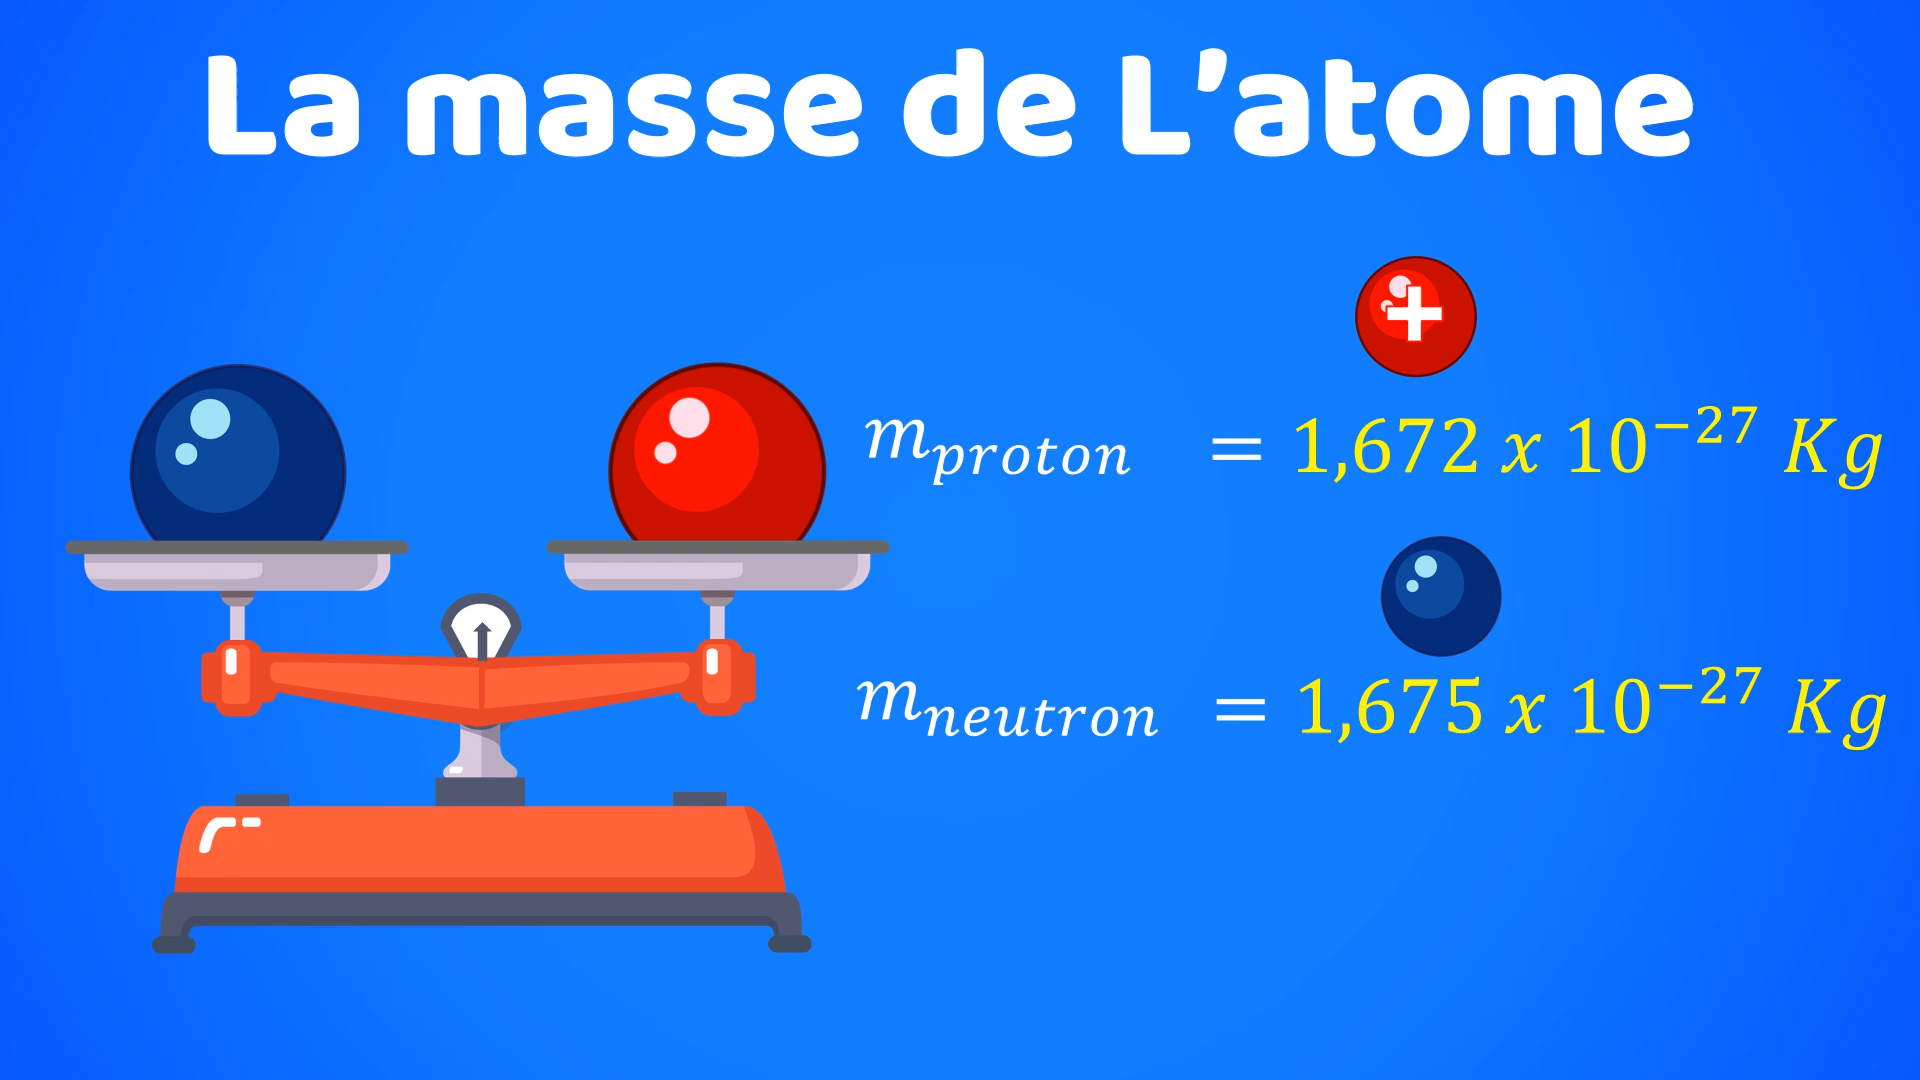 La masse de L’atome
m_proton = 1,672 x 10⁻²⁷ Kg
m_neutron = 1,675 x 10⁻²⁷ Kg